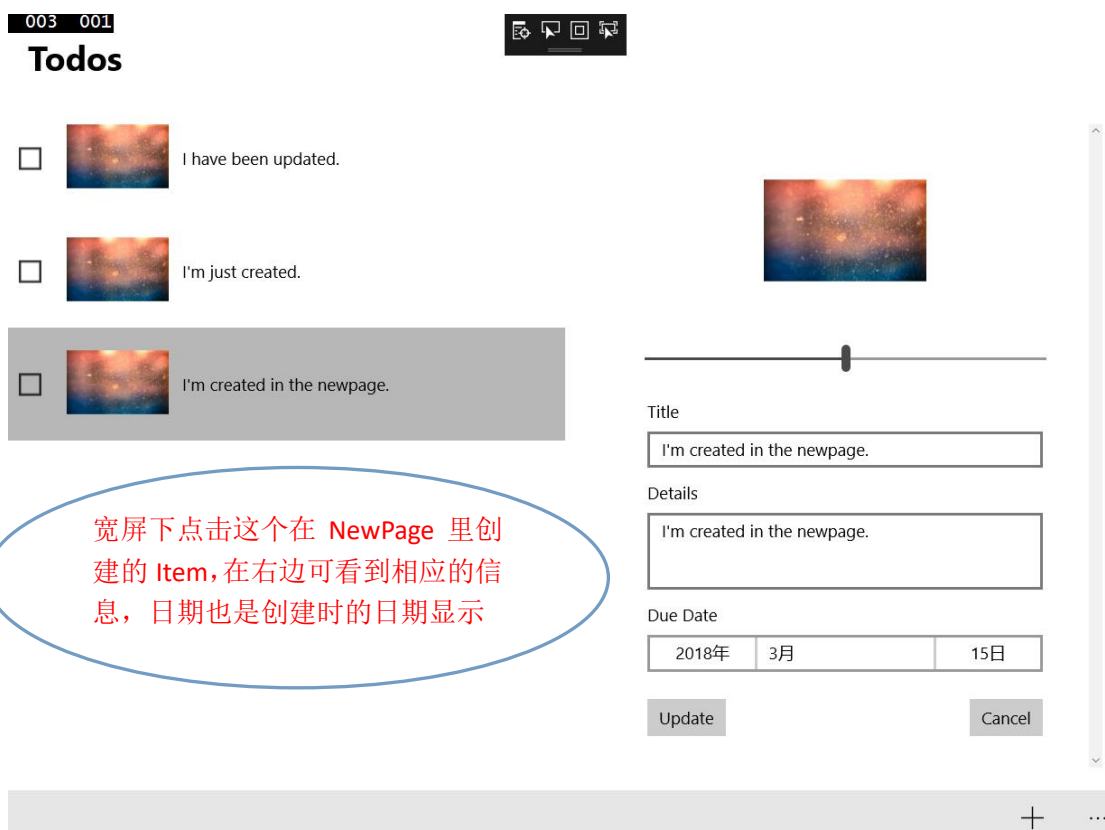 003 001
Todos
I have been updated.
I'm just created.
I'm created in the newpage.
宽屏下点击这个在 NewPage 里创
建的 Item，在右边可看到相应的信
息，日期也是创建时的日期显示
Title
I'm created in the newpage.
Details
I'm created in the newpage.
Due Date
2018年 3月 15日
Update Cancel